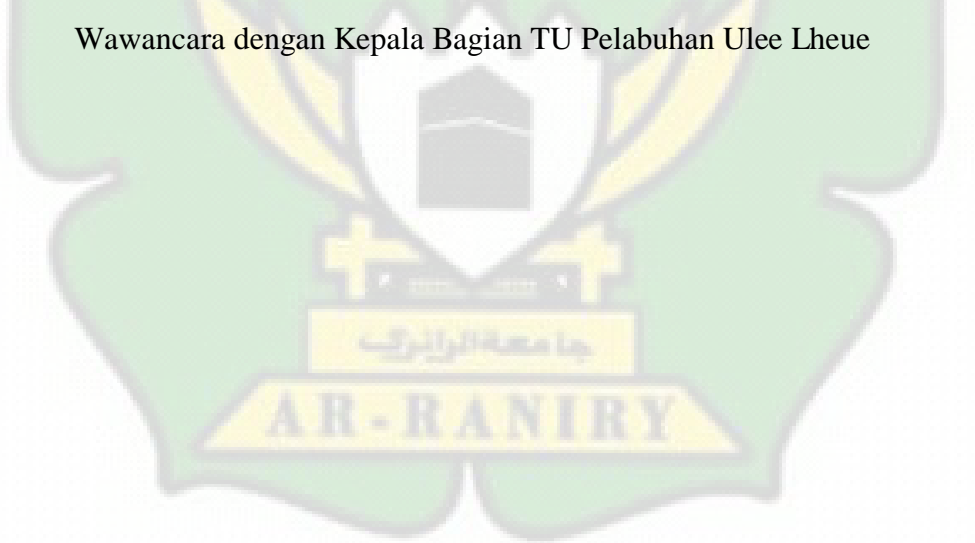 Wawancara dengan Kepala Bagian TU Pelabuhan Ulee Lheue
جامعة الرانري
AR-RANIRY